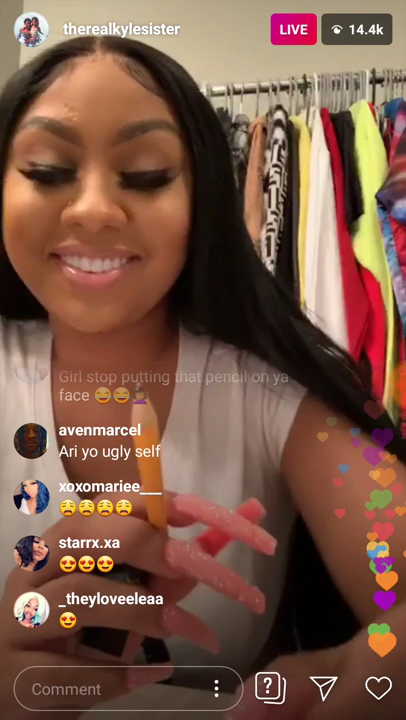 therealkylesister
LIVE
14.4k
Girl stop putting that pencil on ya
face 😂😂💆🏾‍♀️
avenmarcel
Ari yo ugly self
xoxomariee___
😩😩😩😩
starrx.xa
😍😍😍
_theyloveeleaa
😍
Comment